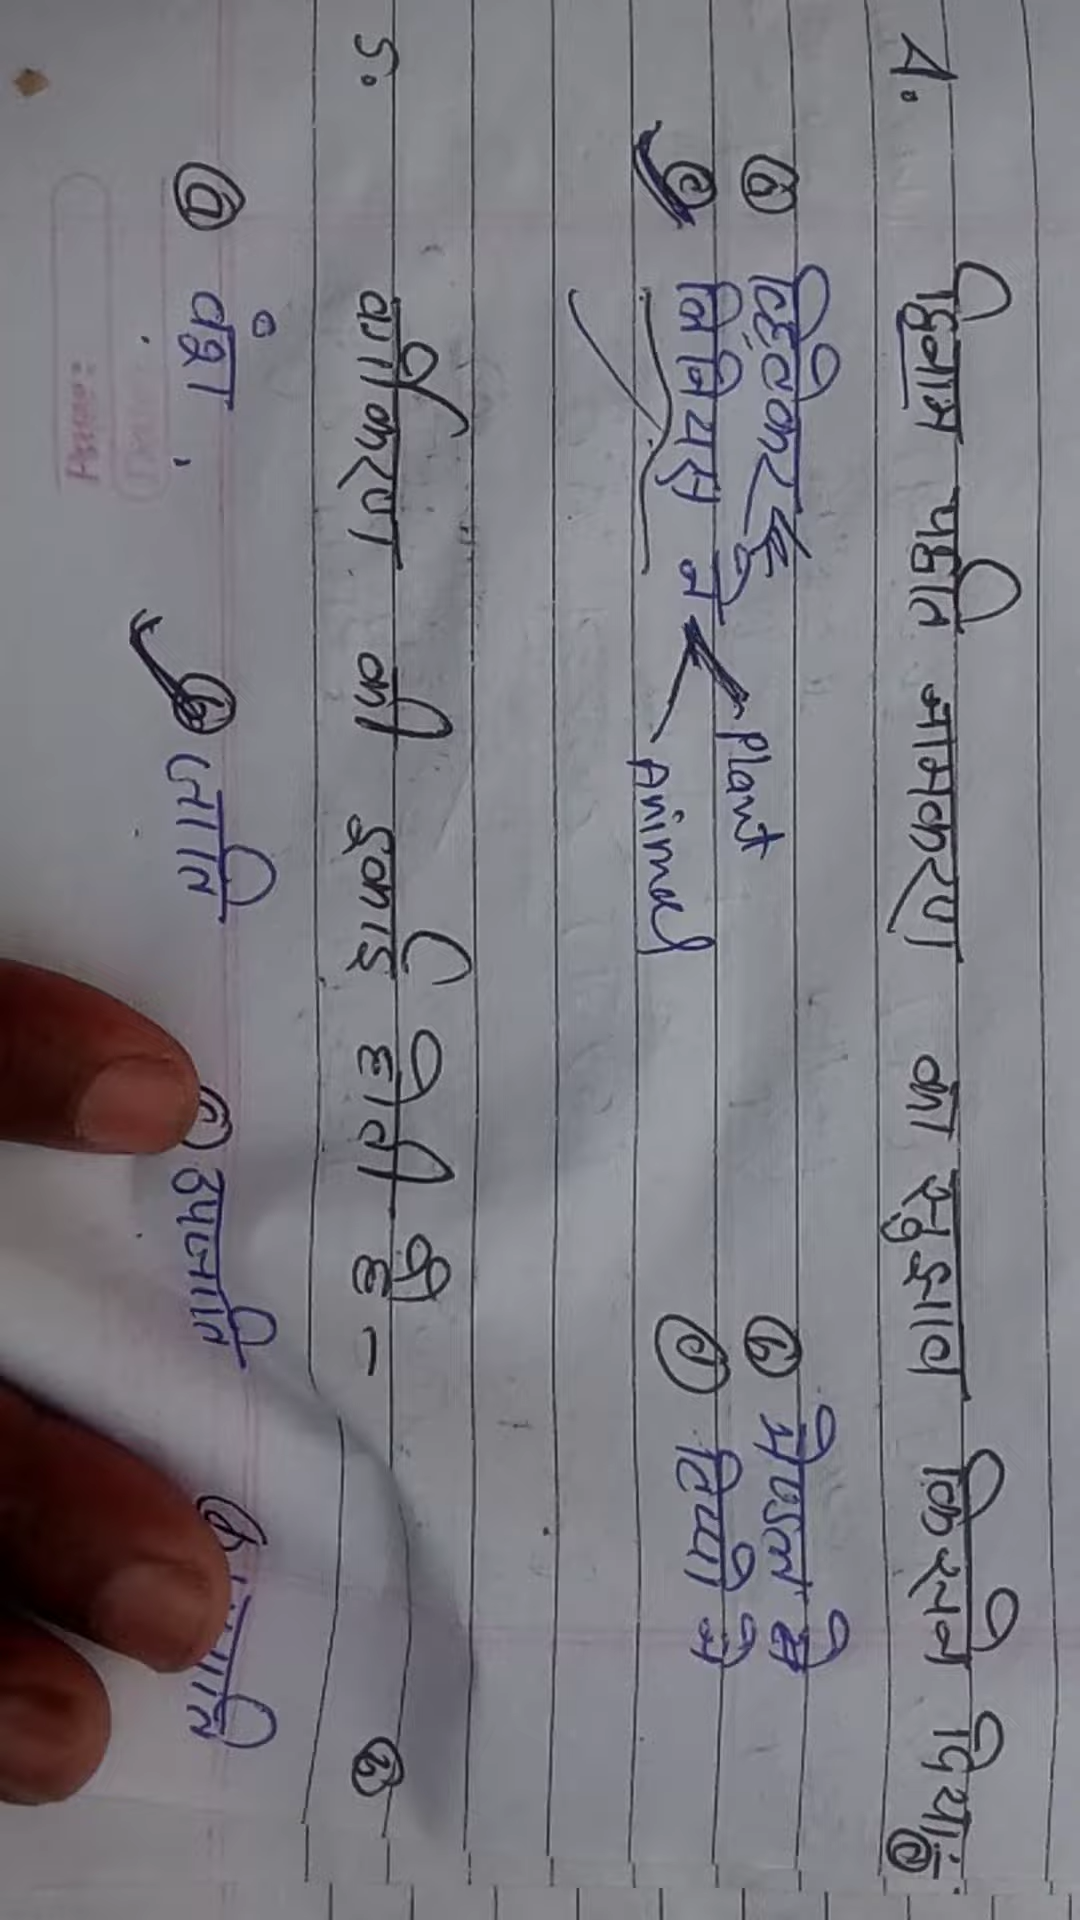 4. द्विनाम पद्धति नामकरण का सुझाव किसने दिया:
ⓐ व्हिटेकर ने ⓑ मेण्डल ने
ⓒ लिनियस ने Plant ⓓ
Animal
5. वर्गीकरण की इकाई होती है - ⓑ
ⓐ वंश ⓑ जाति ⓒ उपजाति ⓓ